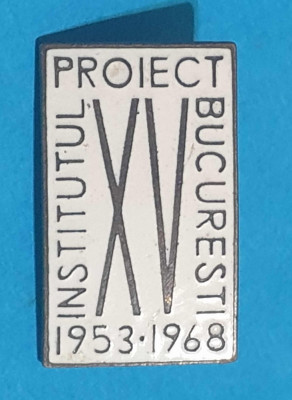 INSTITUTUL
PROIECT
BUCURESTI
XV
1953·1968